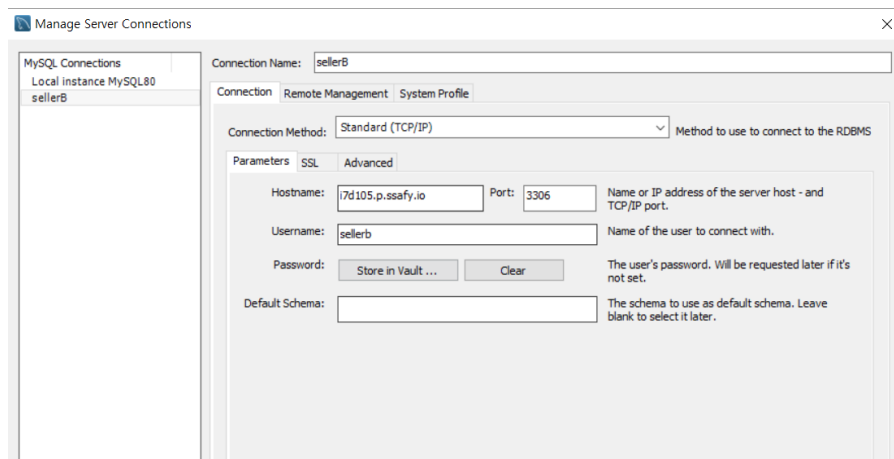 Manage Server Connections
MySQL Connections
Local instance MySQL80
sellerB
Connection Name: sellerB
Connection Remote Management System Profile
Connection Method: Standard (TCP/IP) Method to use to connect to the RDBMS
Parameters SSL Advanced
Hostname: i7d105.p.ssafy.io Port: 3306 Name or IP address of the server host - and
TCP/IP port.
Username: sellerb Name of the user to connect with.
Password: Store in Vault ... Clear The user's password. Will be requested later if it's
not set.
Default Schema: The schema to use as default schema. Leave
blank to select it later.